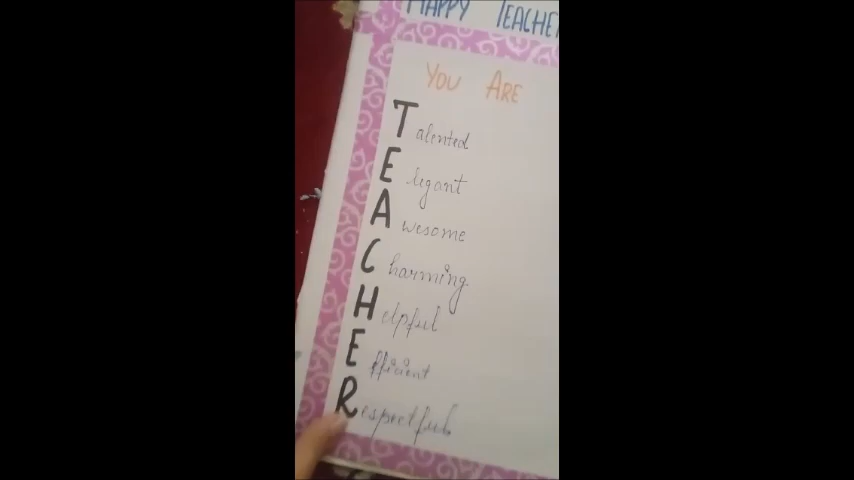 HAPPY TEACHE
YOU ARE
Talented
Elegant
Awesome
Charming
Helpful
Efficient
Respectful